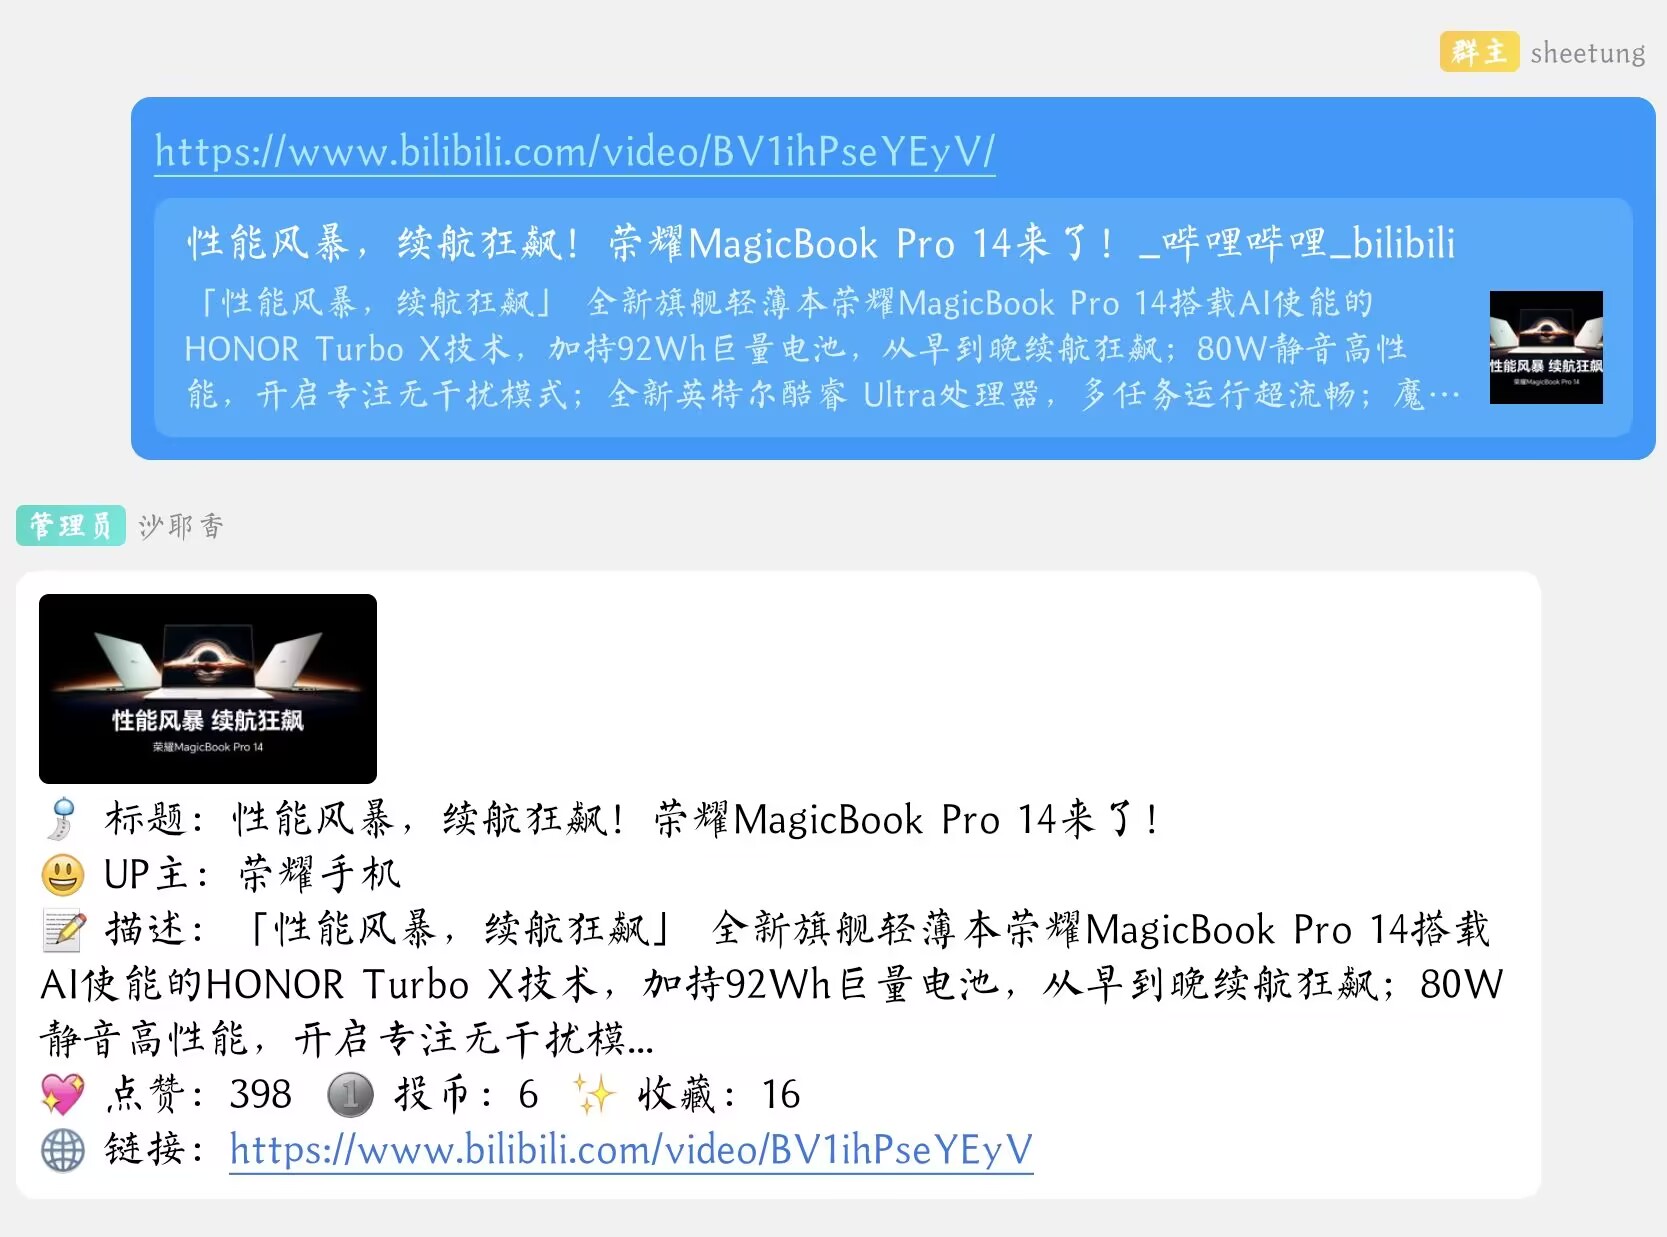 群主 sheetung
https://www.bilibili.com/video/BV1ihPseYEyV/
性能风暴，续航狂飙！荣耀MagicBook Pro 14来了！_哔哩哔哩_bilibili
「性能风暴，续航狂飙」 全新旗舰轻薄本荣耀MagicBook Pro 14搭载AI使能的
HONOR Turbo X技术，加持92Wh巨量电池，从早到晚续航狂飙；80W静音高性
能，开启专注无干扰模式；全新英特尔酷睿 Ultra处理器，多任务运行超流畅；魔…
性能风暴 续航狂飙
荣耀MagicBook Pro 14
管理员 沙耶香
性能风暴 续航狂飙
荣耀MagicBook Pro 14
标题：性能风暴，续航狂飙！荣耀MagicBook Pro 14来了！
UP主：荣耀手机
描述：「性能风暴，续航狂飙」 全新旗舰轻薄本荣耀MagicBook Pro 14搭载
AI使能的HONOR Turbo X技术，加持92Wh巨量电池，从早到晚续航狂飙；80W
静音高性能，开启专注无干扰模...
点赞：398 投币：6 收藏：16
链接：https://www.bilibili.com/video/BV1ihPseYEyV